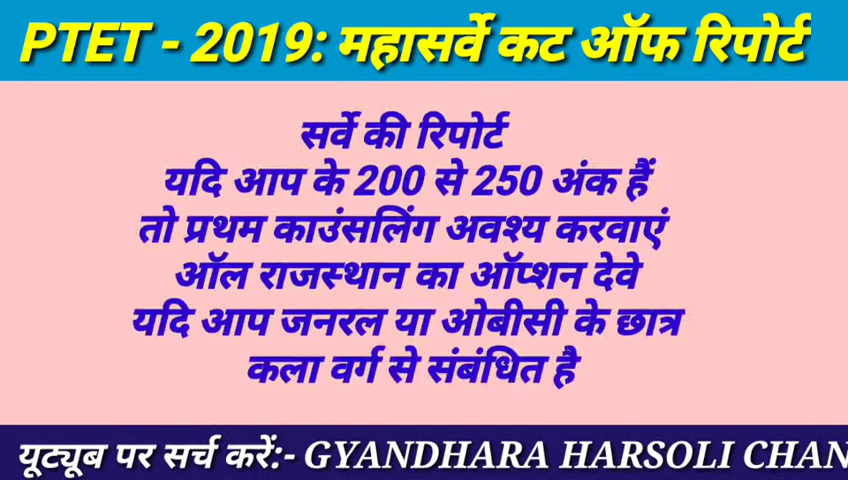 PTET - 2019: महासर्वे कट ऑफ रिपोर्ट
सर्वे की रिपोर्ट
यदि आप के 200 से 250 अंक हैं
तो प्रथम काउंसलिंग अवश्य करवाएं
ऑल राजस्थान का ऑप्शन देवे
यदि आप जनरल या ओबीसी के छात्र
कला वर्ग से संबंधित है
यूट्यूब पर सर्च करें:- GYANDHARA HARSOLI CHAN